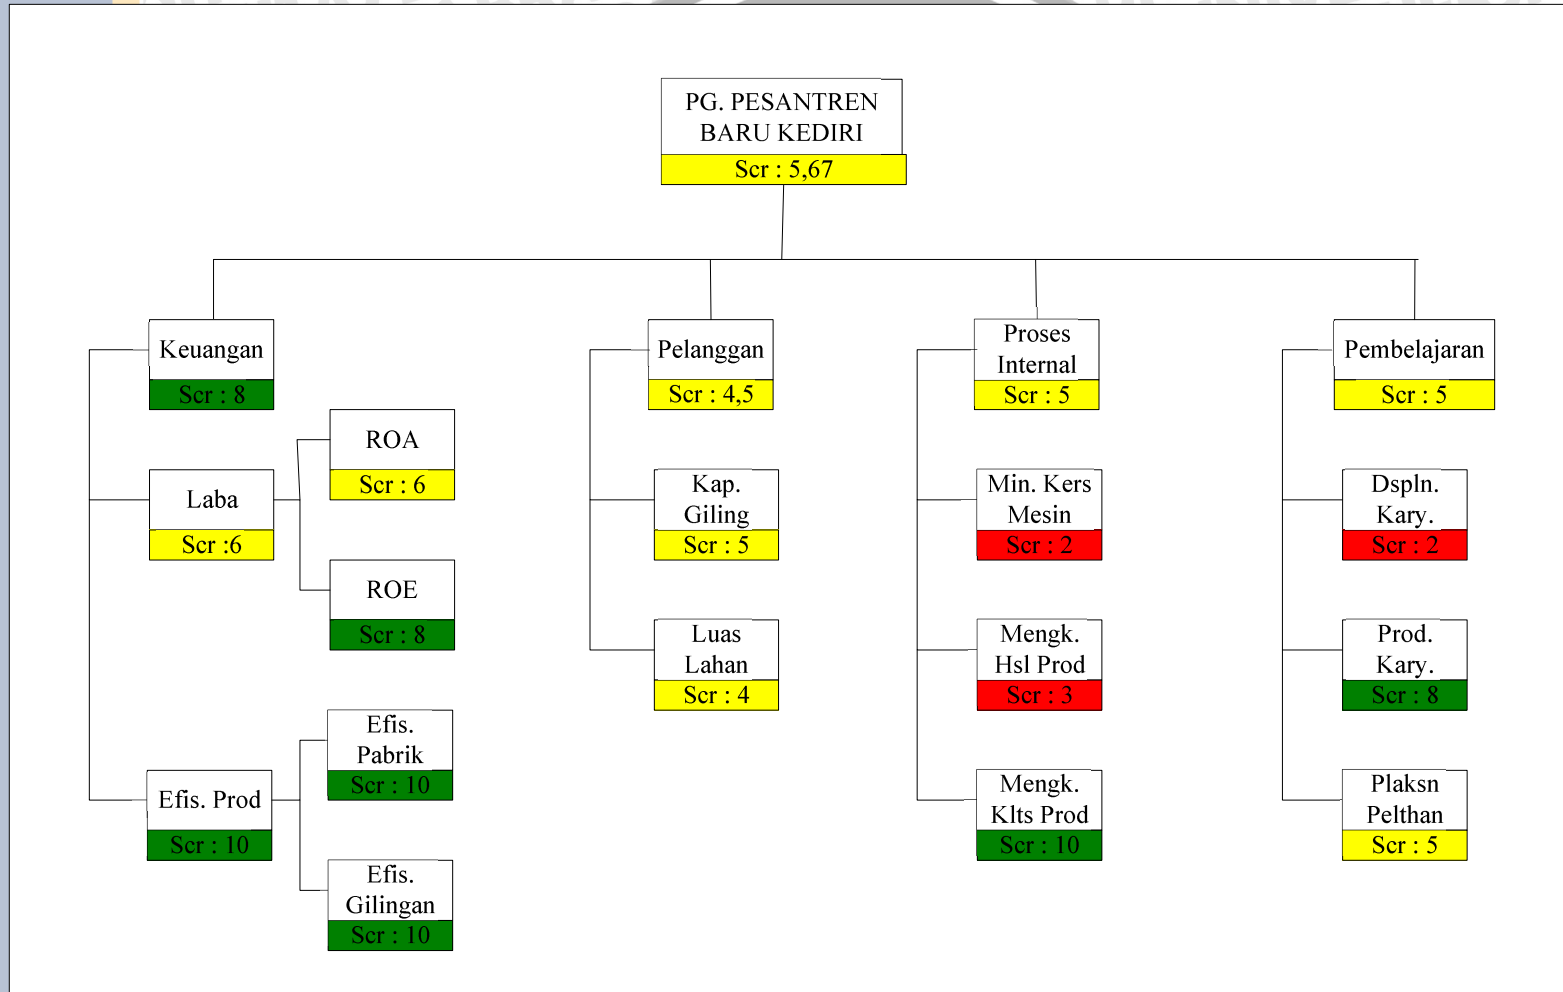 PG. PESANTREN
BARU KEDIRI
Scr : 5,67
Keuangan
Scr : 8
Laba
Scr :6
ROA
Scr : 6
ROE
Scr : 8
Efis. Prod
Scr : 10
Efis.
Pabrik
Scr : 10
Efis.
Gilingan
Scr : 10
Pelanggan
Scr : 4,5
Kap.
Giling
Scr : 5
Luas
Lahan
Scr : 4
Proses
Internal
Scr : 5
Min. Kers
Mesin
Scr : 2
Mengk.
Hsl Prod
Scr : 3
Mengk.
Klts Prod
Scr : 10
Pembelajaran
Scr : 5
Dspln.
Kary.
Scr : 2
Prod.
Kary.
Scr : 8
Plaksn
Pelthan
Scr : 5